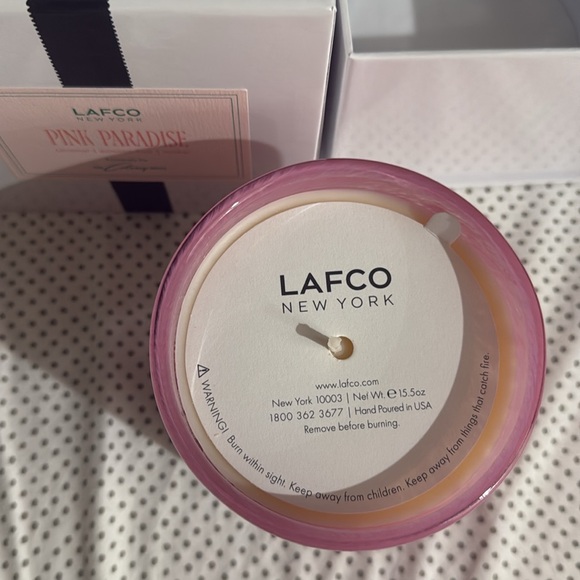 LAFCO
NEW YORK
PINK PARADISE
LAFCO
NEW YORK
www.lafco.com
New York 10003 | Net Wt. ℮ 15.5oz
1800 362 3677 | Hand Poured in USA
Remove before burning.
WARNING! Burn within sight. Keep away from children. Keep away from things that catch fire.